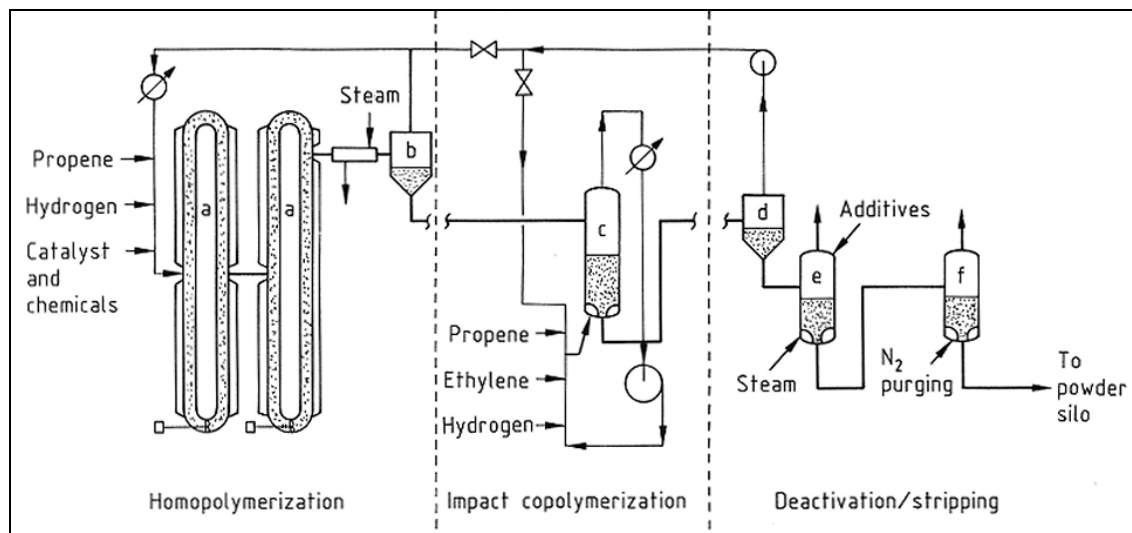 Steam
Propene
Hydrogen
Catalyst
and
chemicals
a
a
b
Propene
Ethylene
Hydrogen
c
d
Additives
e
f
Steam
N2
purging
To
powder
silo
Homopolymerization
Impact copolymerization
Deactivation/stripping